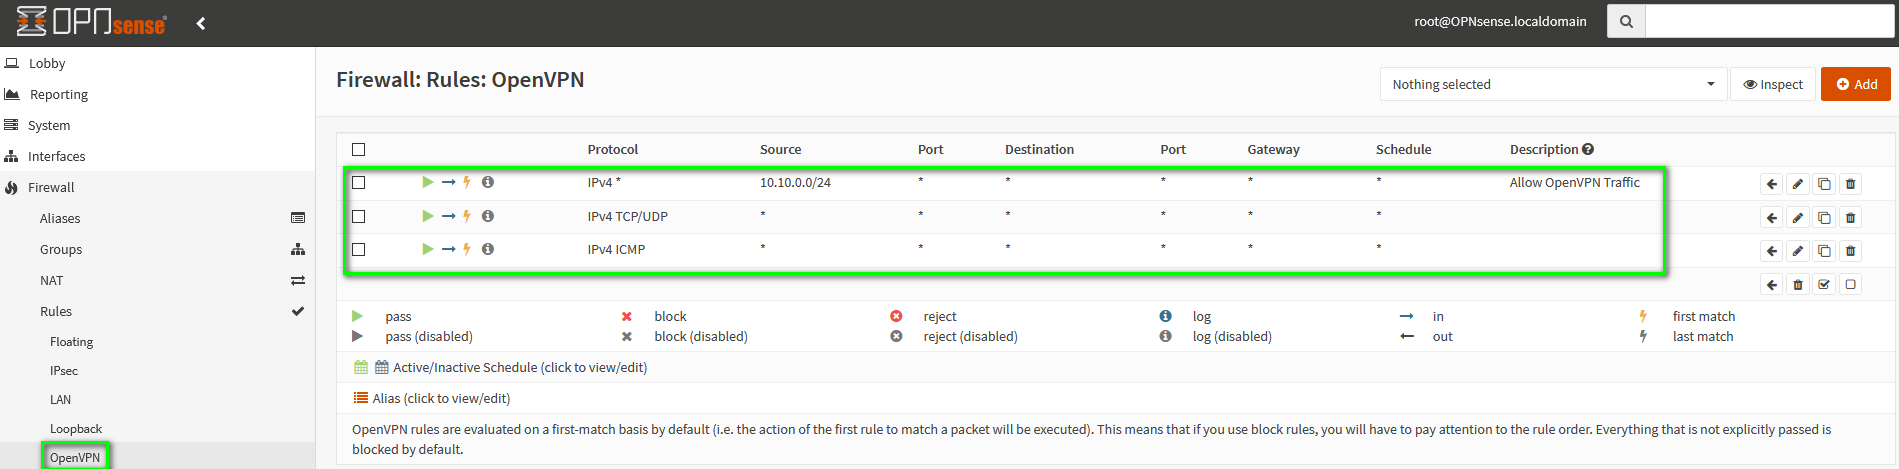 OPNsense®
root@OPNsense.localdomain
Lobby
Reporting
System
Interfaces
Firewall
Aliases
Groups
NAT
Rules
Floating
IPsec
LAN
Loopback
OpenVPN
Firewall: Rules: OpenVPN
Nothing selected
Inspect
Add
Protocol Source Port Destination Port Gateway Schedule Description
IPv4 * 10.10.0.0/24 * * * * * Allow OpenVPN Traffic
IPv4 TCP/UDP * * * * * *
IPv4 ICMP * * * * * *
pass block reject log in first match
pass (disabled) block (disabled) reject (disabled) log (disabled) out last match
Active/Inactive Schedule (click to view/edit)
Alias (click to view/edit)
OpenVPN rules are evaluated on a first-match basis by default (i.e. the action of the first rule to match a packet will be executed). This means that if you use block rules, you will have to pay attention to the rule order. Everything that is not explicitly passed is
blocked by default.